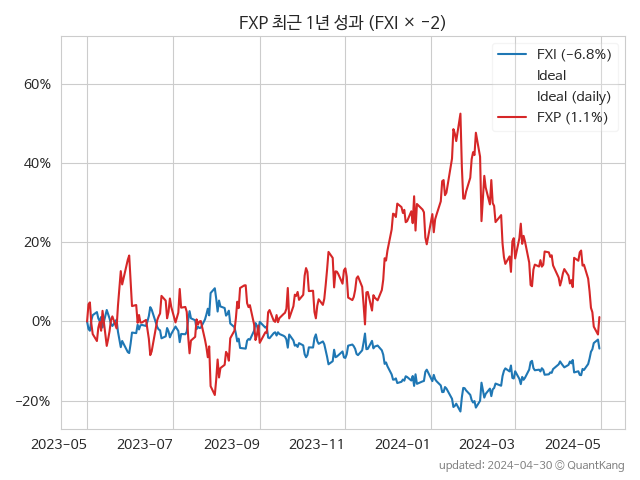 FXP 최근 1년 성과 (FXI × −2)
FXI (−6.8%)
Ideal
Ideal (daily)
FXP (1.1%)
60%
40%
20%
0%
−20%
2023−05 2023−07 2023−09 2023−11 2024−01 2024−03 2024−05
updated: 2024−04−30 © QuantKang